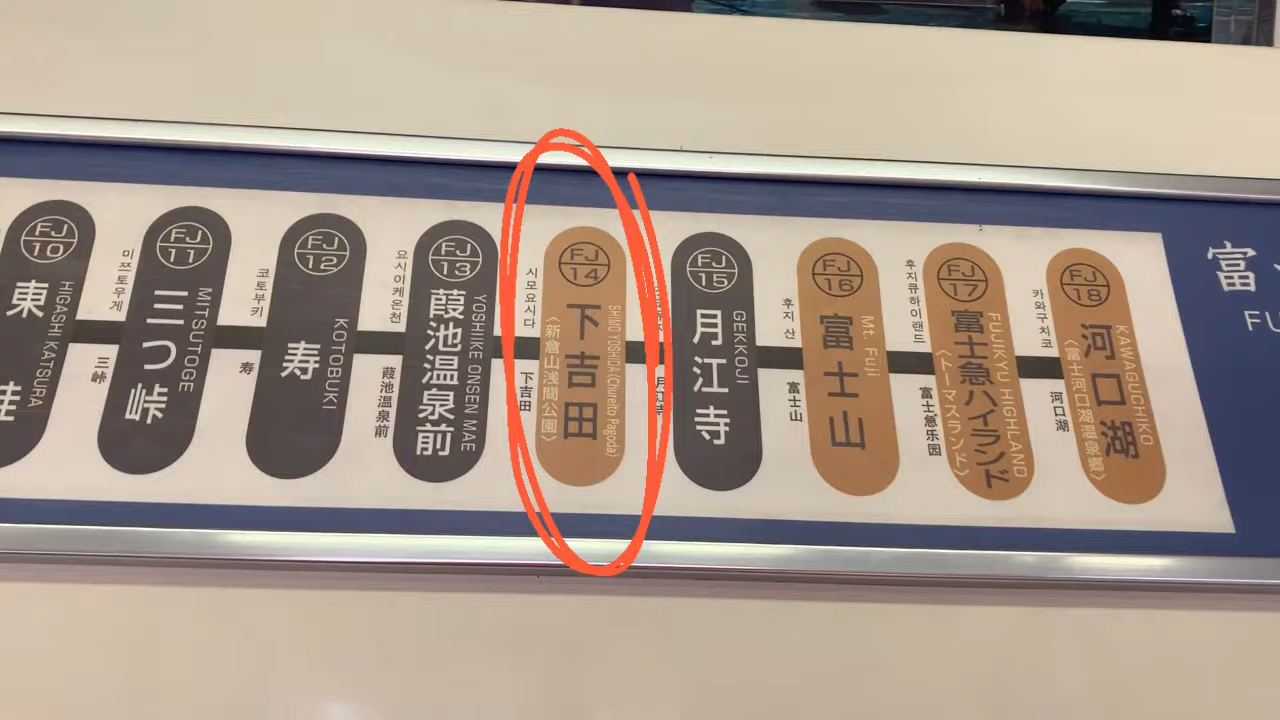 FJ
10
東
桂
HIGASHI KATSURA
미쯔토우게
三峠
FJ
11
三つ峠
MITSUTOGE
코토부키
寿
FJ
12
寿
KOTOBUKI
요시이케온천
葭池温泉前
FJ
13
葭池温泉前
YOSHIKE ONSEN MAE
시모요시다
下吉田
FJ
14
下吉田
〈新倉山浅間公園〉
SHIMO YOSHIDA (Chureito Pagoda)
FJ
15
月江寺
GEKKOJI
후지산
富士山
FJ
16
富士山
Mt. Fuji
후지큐하이랜드
富士急乐园
FJ
17
富士急ハイランド
〈トーマスランド〉
FUJIKYU HIGHLAND
카와구치코
河口湖
FJ
18
河口湖
〈富士河口湖温泉郷〉
KAWAGUCHIKO
富
FU